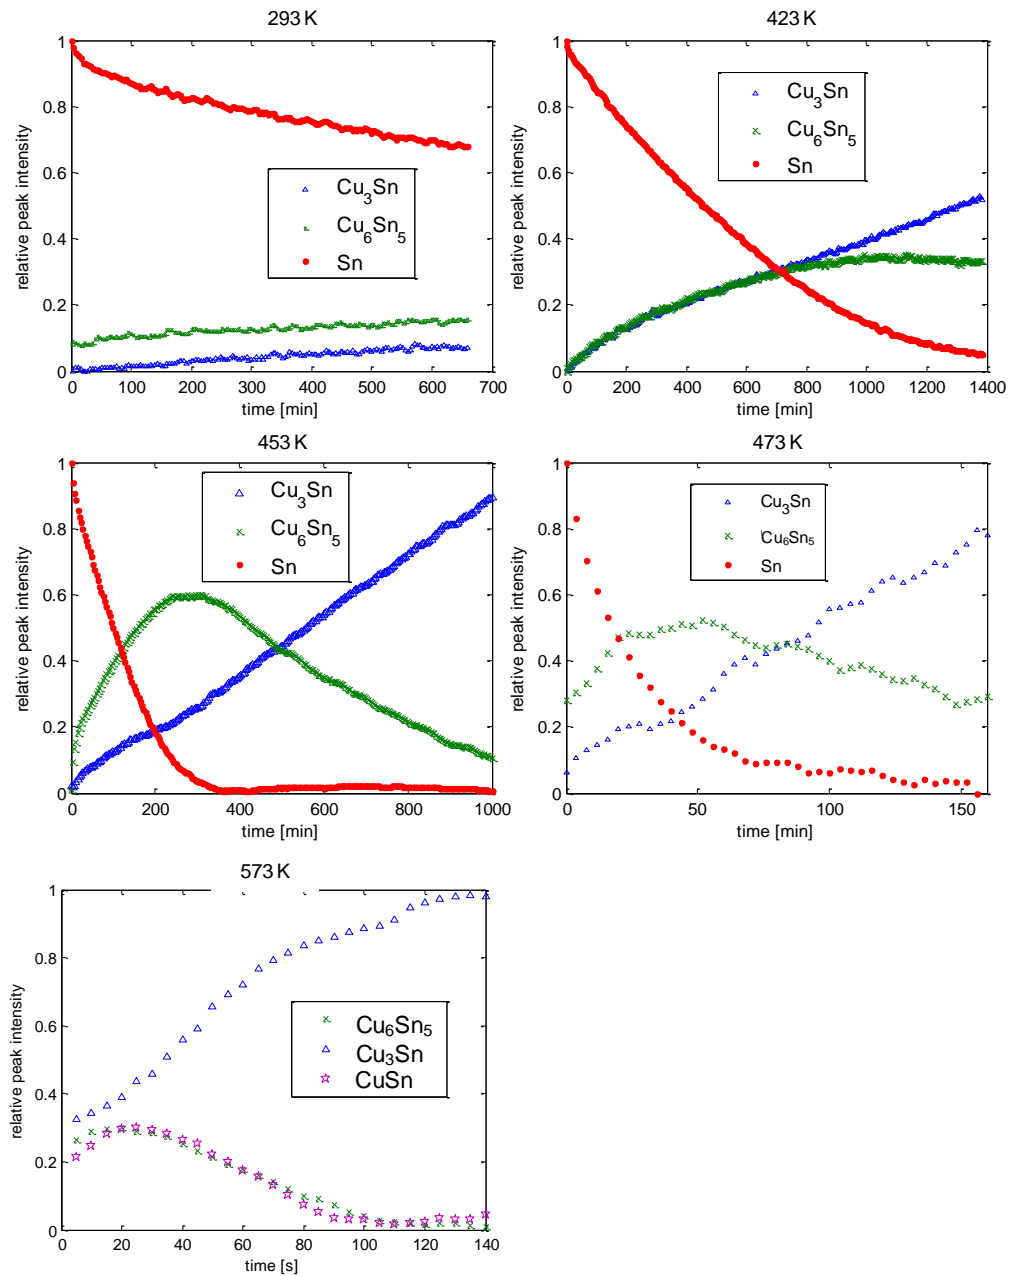 293 K
relative peak intensity
1
0.8
0.6
0.4
0.2
0
Cu3Sn
Cu6Sn5
Sn
0 100 200 300 400 500 600 700
time [min]
423 K
relative peak intensity
1
0.8
0.6
0.4
0.2
0
Cu3Sn
Cu6Sn5
Sn
0 200 400 600 800 1000 1200 1400
time [min]
453 K
relative peak intensity
1
0.8
0.6
0.4
0.2
0
Cu3Sn
Cu6Sn5
Sn
0 200 400 600 800 1000
time [min]
473 K
relative peak intensity
1
0.8
0.6
0.4
0.2
0
Cu3Sn
Cu6Sn5
Sn
0 50 100 150
time [min]
573 K
relative peak intensity
1
0.8
0.6
0.4
0.2
0
Cu6Sn5
Cu3Sn
CuSn
0 20 40 60 80 100 120 140
time [s]